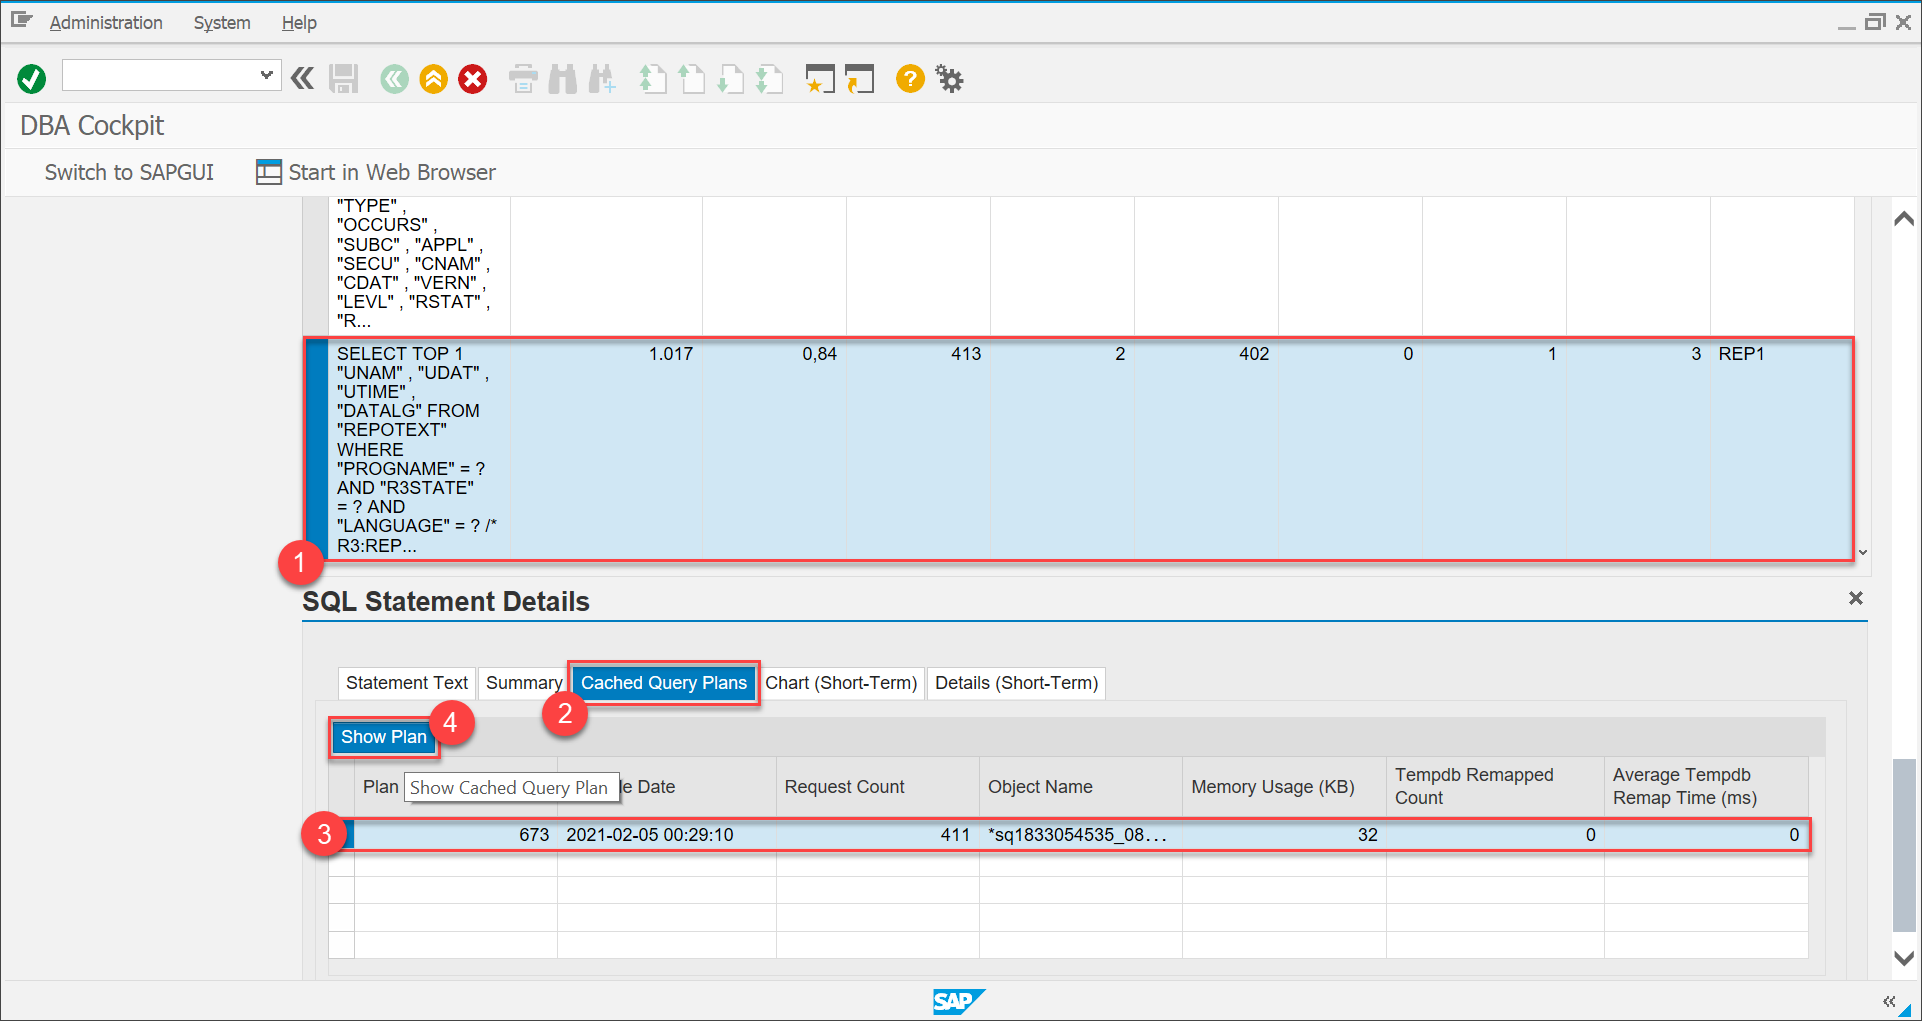 Administration System Help
DBA Cockpit
Switch to SAPGUI Start in Web Browser
"TYPE" ,
"OCCURS" ,
"SUBC" , "APPL" ,
"SECU" , "CNAM" ,
"CDAT" , "VERN" ,
"LEVL" , "RSTAT" ,
"R...
SELECT TOP 1 1.017 0,84 413 2 402 0 1 3 REP1
"UNAM" , "UDAT" ,
"UTIME" ,
"DATALG" FROM
"REPOTEXT"
WHERE
"PROGNAME" = ?
AND "R3STATE"
= ? AND
"LANGUAGE" = ? /*
R3:REP...
1
SQL Statement Details
Statement Text Summary Cached Query Plans Chart (Short-Term) Details (Short-Term)
2
Show Plan 4
Plan Show Cached Query Plan le Date Request Count Object Name Memory Usage (KB) Tempdb Remapped Average Tempdb
Count Remap Time (ms)
3 673 2021-02-05 00:29:10 411 *sq1833054535_08... 32 0 0
SAP